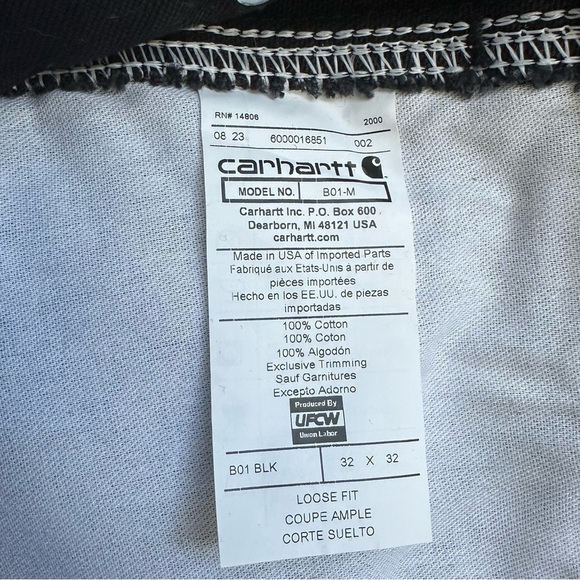 RN# 14806 2000
08 23 6000016851 002
carhartt
MODEL NO. B01-M
Carhartt Inc. P.O. Box 600
Dearborn, MI 48121 USA
carhartt.com
Made in USA of Imported Parts
Fabriqué aux Etats-Unis à partir de
pièces importées
Hecho en los EE.UU. de piezas
importadas
100% Cotton
100% Coton
100% Algodón
Exclusive Trimming
Sauf Garnitures
Excepto Adorno
Produced By
UFCW
Union Labor
B01 BLK 32 X 32
LOOSE FIT
COUPE AMPLE
CORTE SUELTO